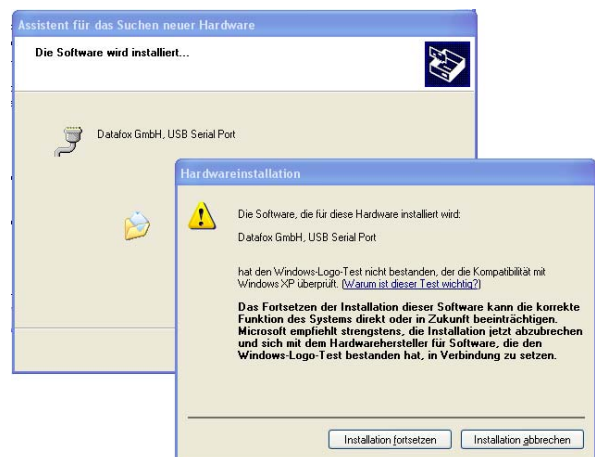 Assistent für das Suchen neuer Hardware
Die Software wird installiert...
Datafox GmbH, USB Serial Port
Hardwareinstallation
Die Software, die für diese Hardware installiert wird:
Datafox GmbH, USB Serial Port
hat den Windows-Logo-Test nicht bestanden, der die Kompatibilität mit
Windows XP überprüft. (Warum ist dieser Test wichtig?)
Das Fortsetzen der Installation dieser Software kann die korrekte
Funktion des Systems direkt oder in Zukunft beeinträchtigen.
Microsoft empfiehlt strengstens, die Installation jetzt abzubrechen
und sich mit dem Hardwarehersteller für Software, die den
Windows-Logo-Test bestanden hat, in Verbindung zu setzen.
Installation fortsetzen
Installation abbrechen